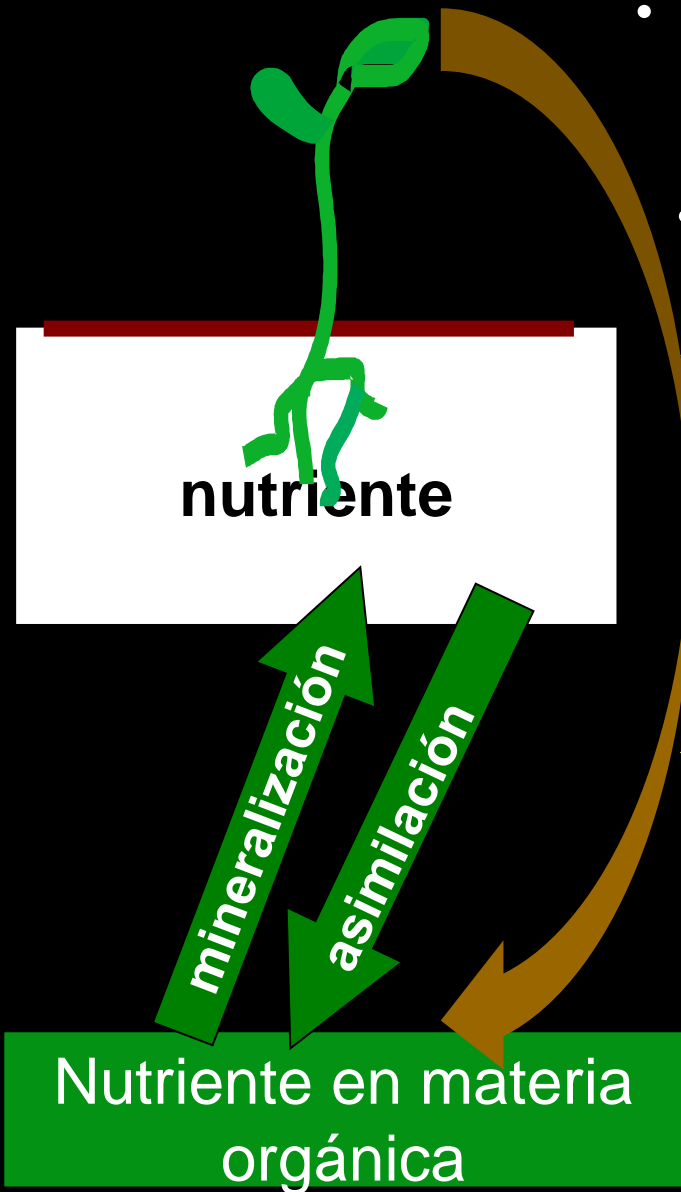 nutriente
mineralización
asimilación
Nutriente en materia
orgánica